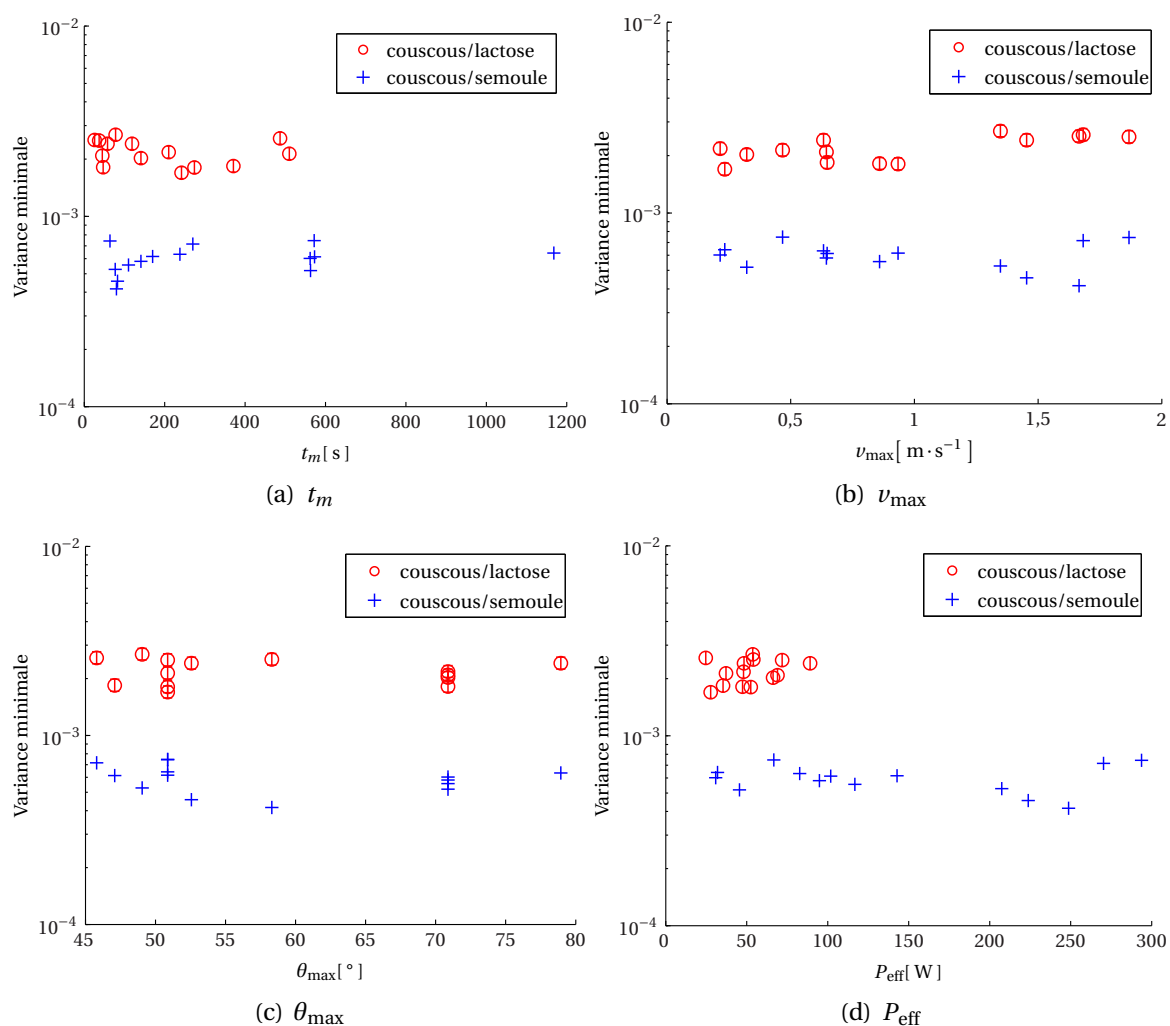 10⁻²
couscous/lactose
couscous/semoule
Variance minimale
10⁻³
10⁻⁴
0 200 400 600 800 1000 1200
t_m[ s]
(a) t_m
10⁻²
couscous/lactose
couscous/semoule
Variance minimale
10⁻³
10⁻⁴
0 0,5 1 1,5 2
v_max[ m·s⁻¹]
(b) v_max
10⁻²
couscous/lactose
couscous/semoule
Variance minimale
10⁻³
10⁻⁴
45 50 55 60 65 70 75 80
θ_max[°]
(c) θ_max
10⁻²
couscous/lactose
couscous/semoule
Variance minimale
10⁻³
10⁻⁴
0 50 100 150 200 250 300
P_eff[ W]
(d) P_eff